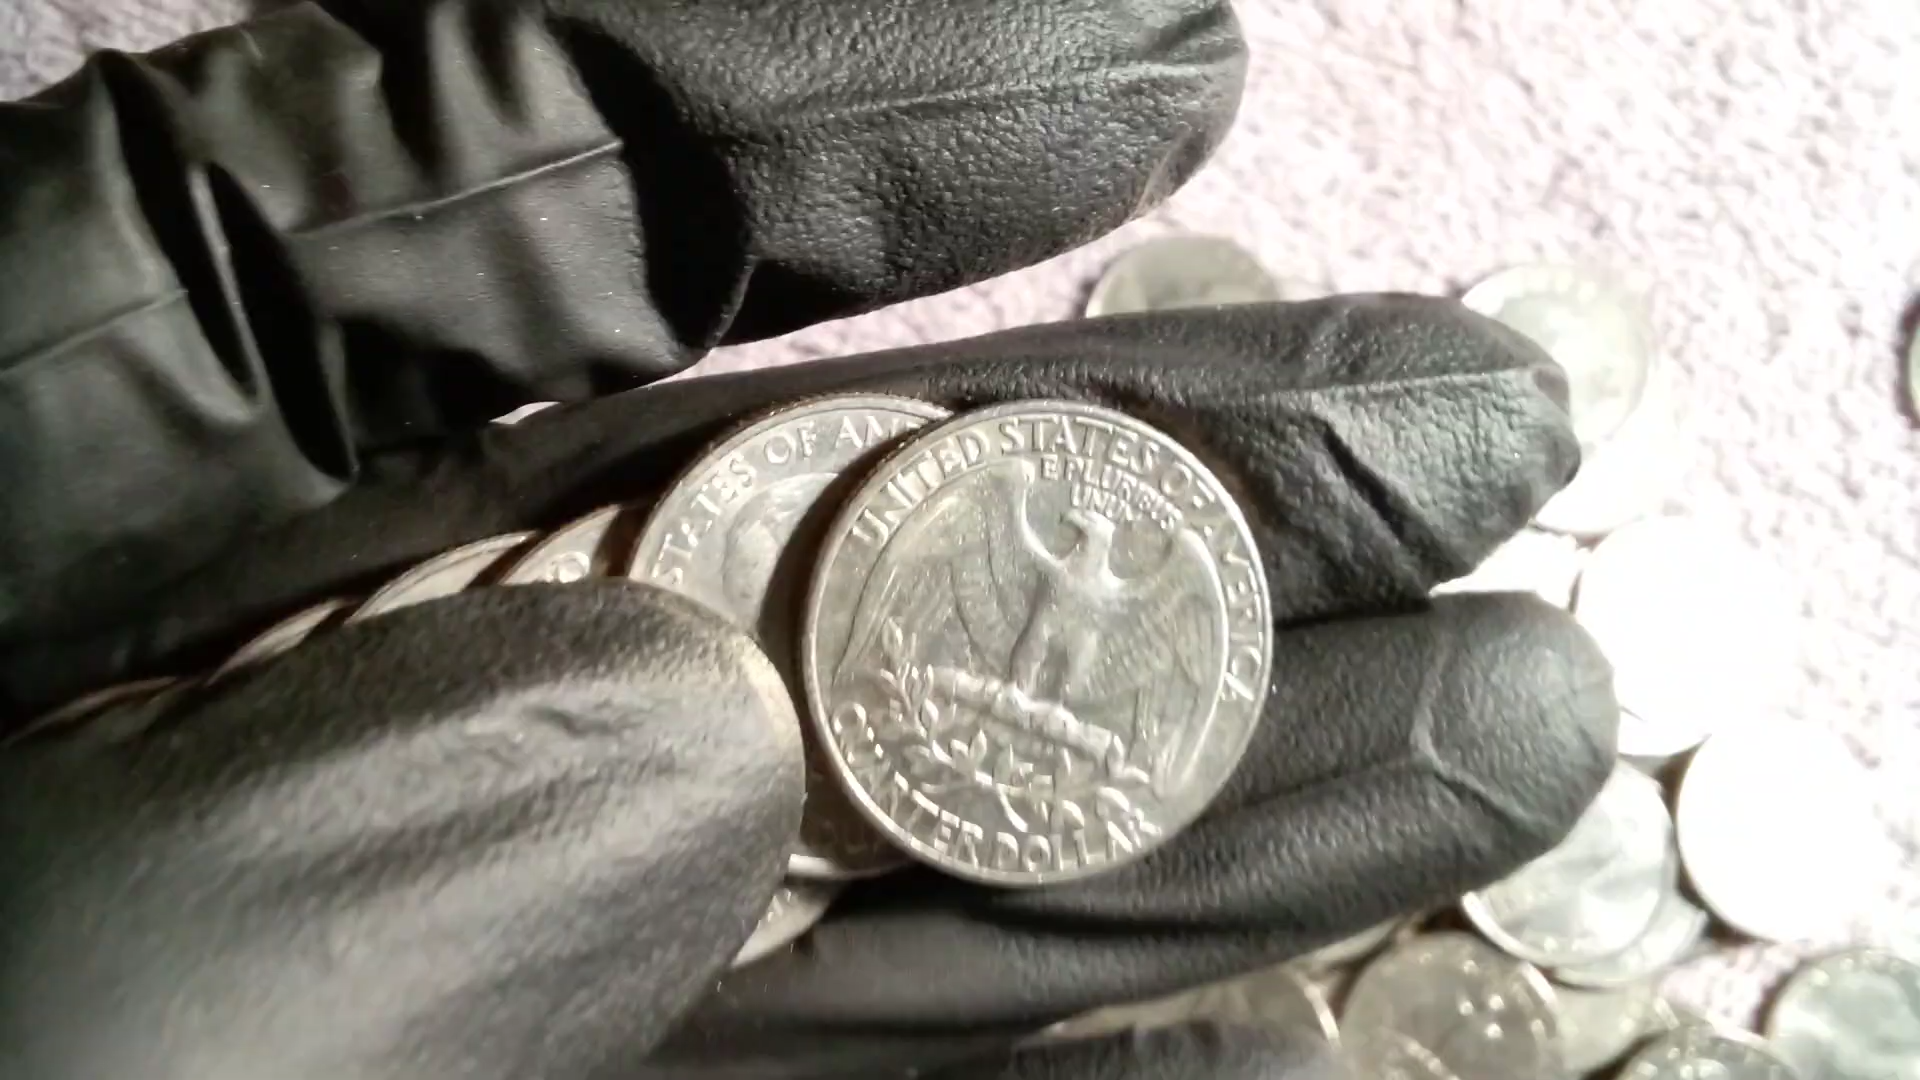 UNITED STATES OF AMERICA
E PLURIBUS
UNUM
QUARTER DOLLAR
STATES OF AM